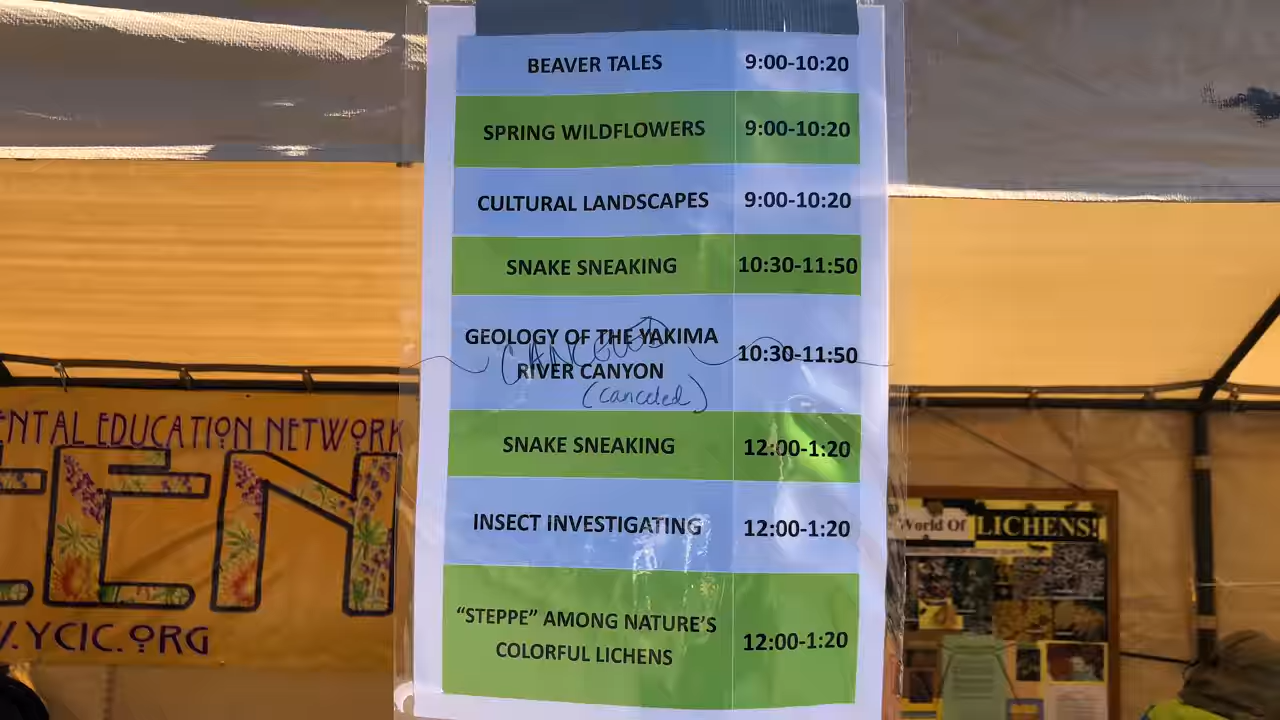 BEAVER TALES 9:00-10:20
SPRING WILDFLOWERS 9:00-10:20
CULTURAL LANDSCAPES 9:00-10:20
SNAKE SNEAKING 10:30-11:50
GEOLOGY OF THE YAKIMA
RIVER CANYON 10:30-11:50
CANCELED
(canceled)
SNAKE SNEAKING 12:00-1:20
INSECT INVESTIGATING 12:00-1:20
"STEPPE" AMONG NATURE'S
COLORFUL LICHENS 12:00-1:20
ENTAL EDUCATION NETWORK
EEN
W.YCIC.ORG
World Of LICHENS!